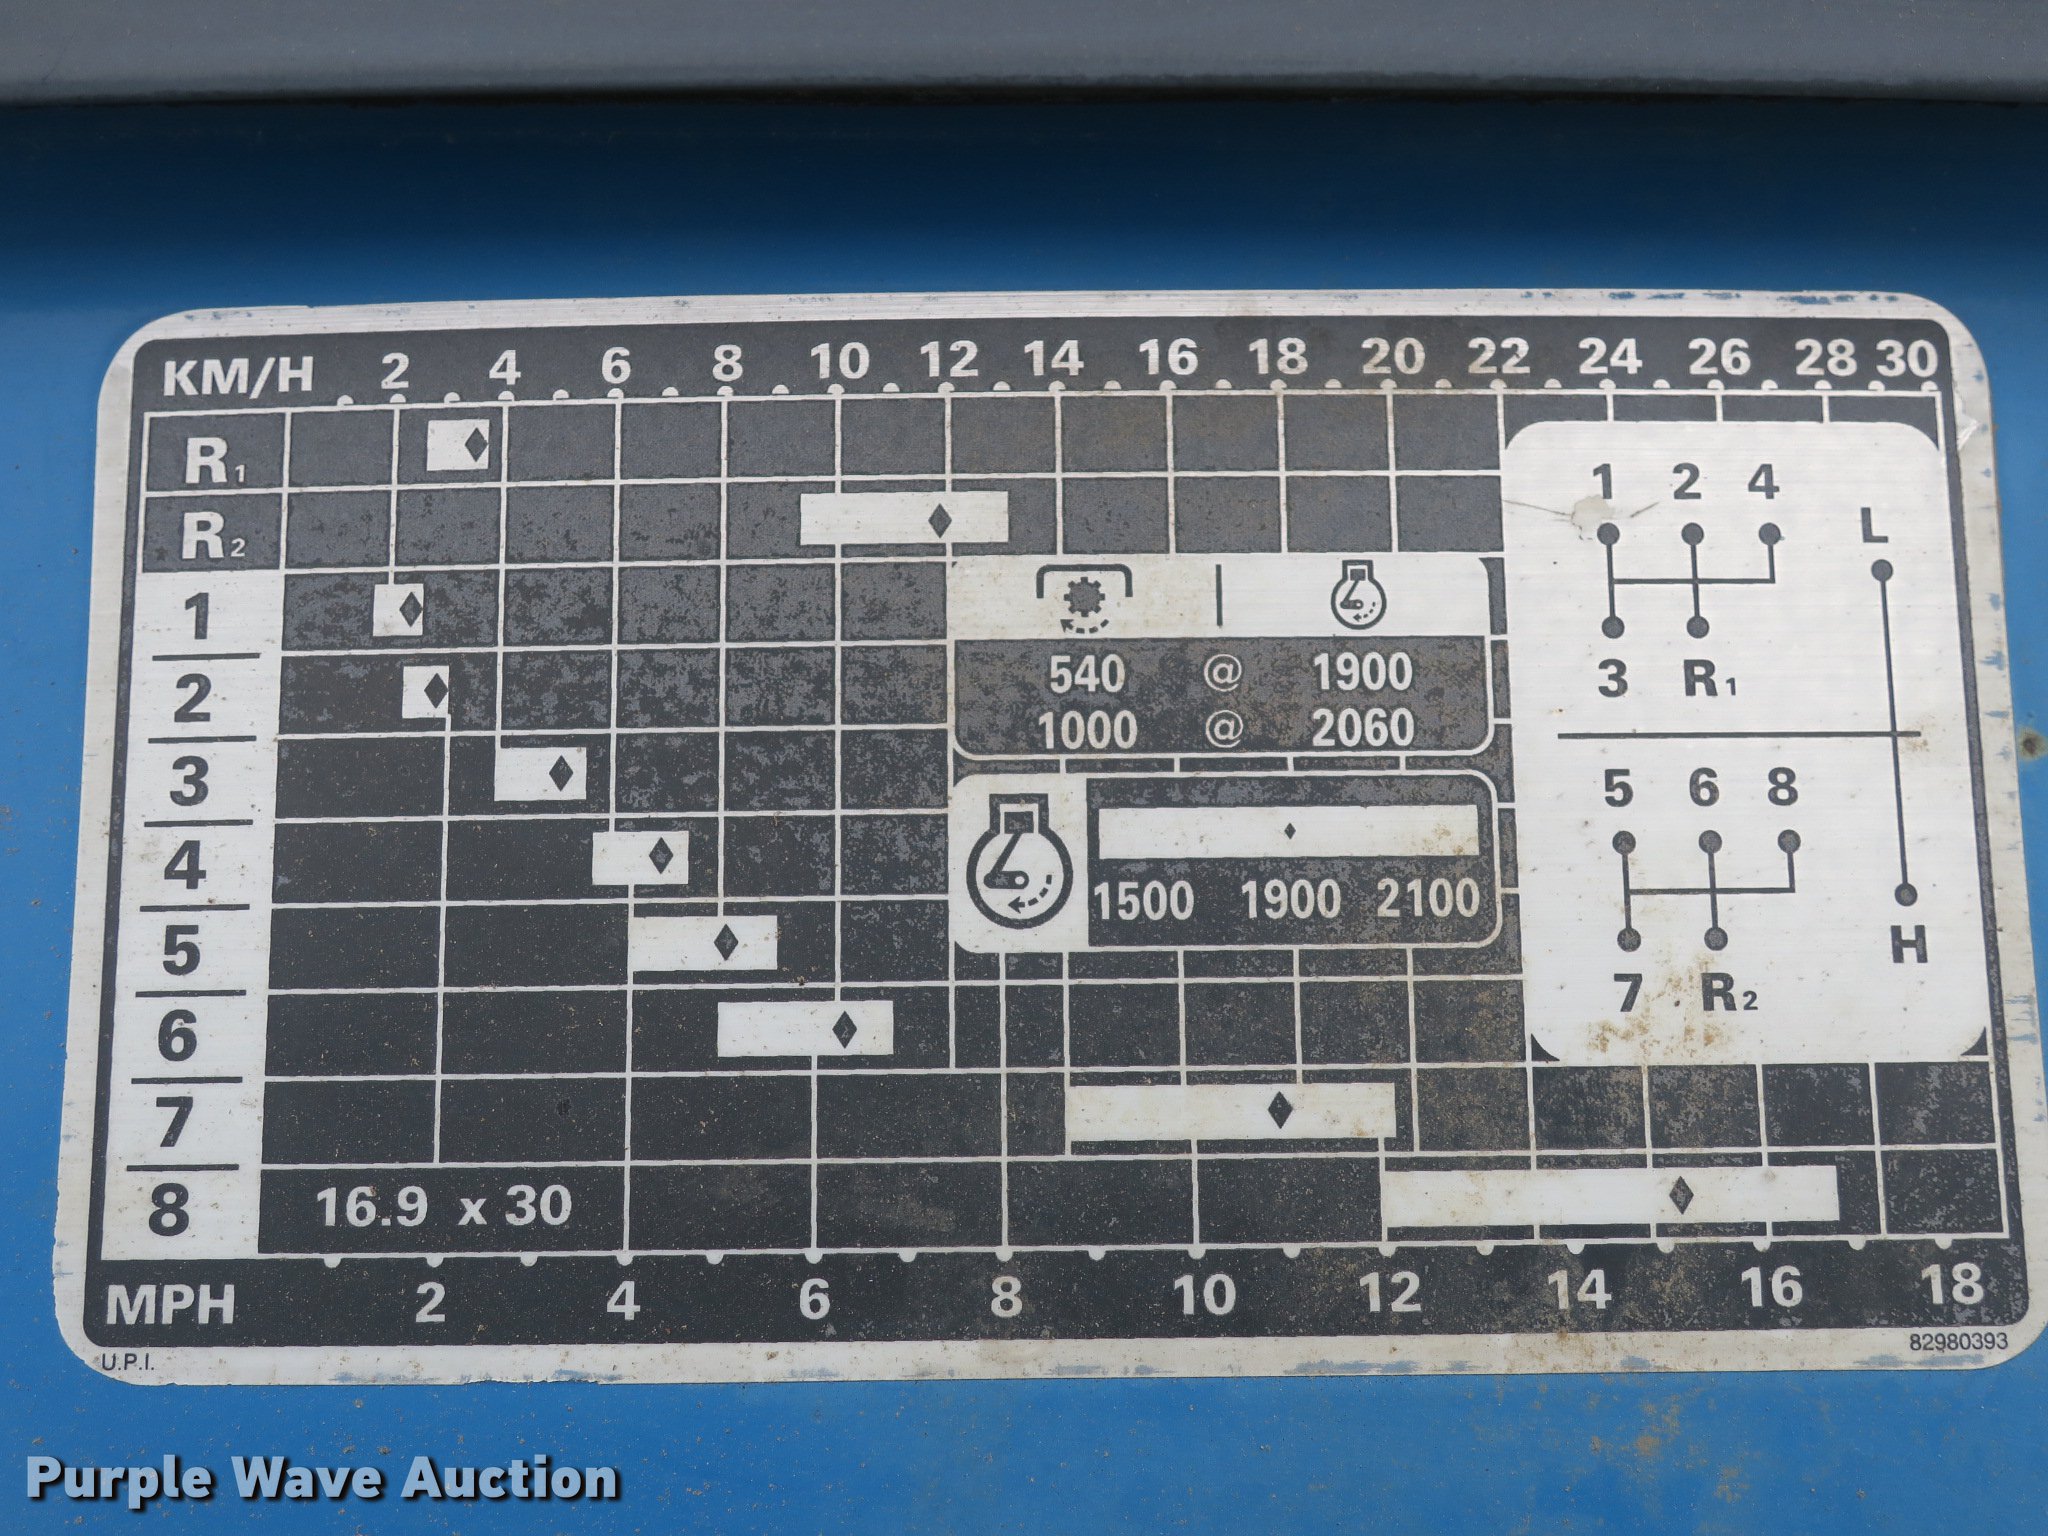 KM/H 2 4 6 8 10 12 14 16 18 20 22 24 26 28 30
R1
R2
1
2
3
4
5
6
7
8
16.9 x 30
540 @ 1900
1000 @ 2060
1500 1900 2100
1 2 4
L
3 R1
5 6 8
H
7 R2
MPH 2 4 6 8 10 12 14 16 18
U.P.I.
82980393
Purple Wave Auction